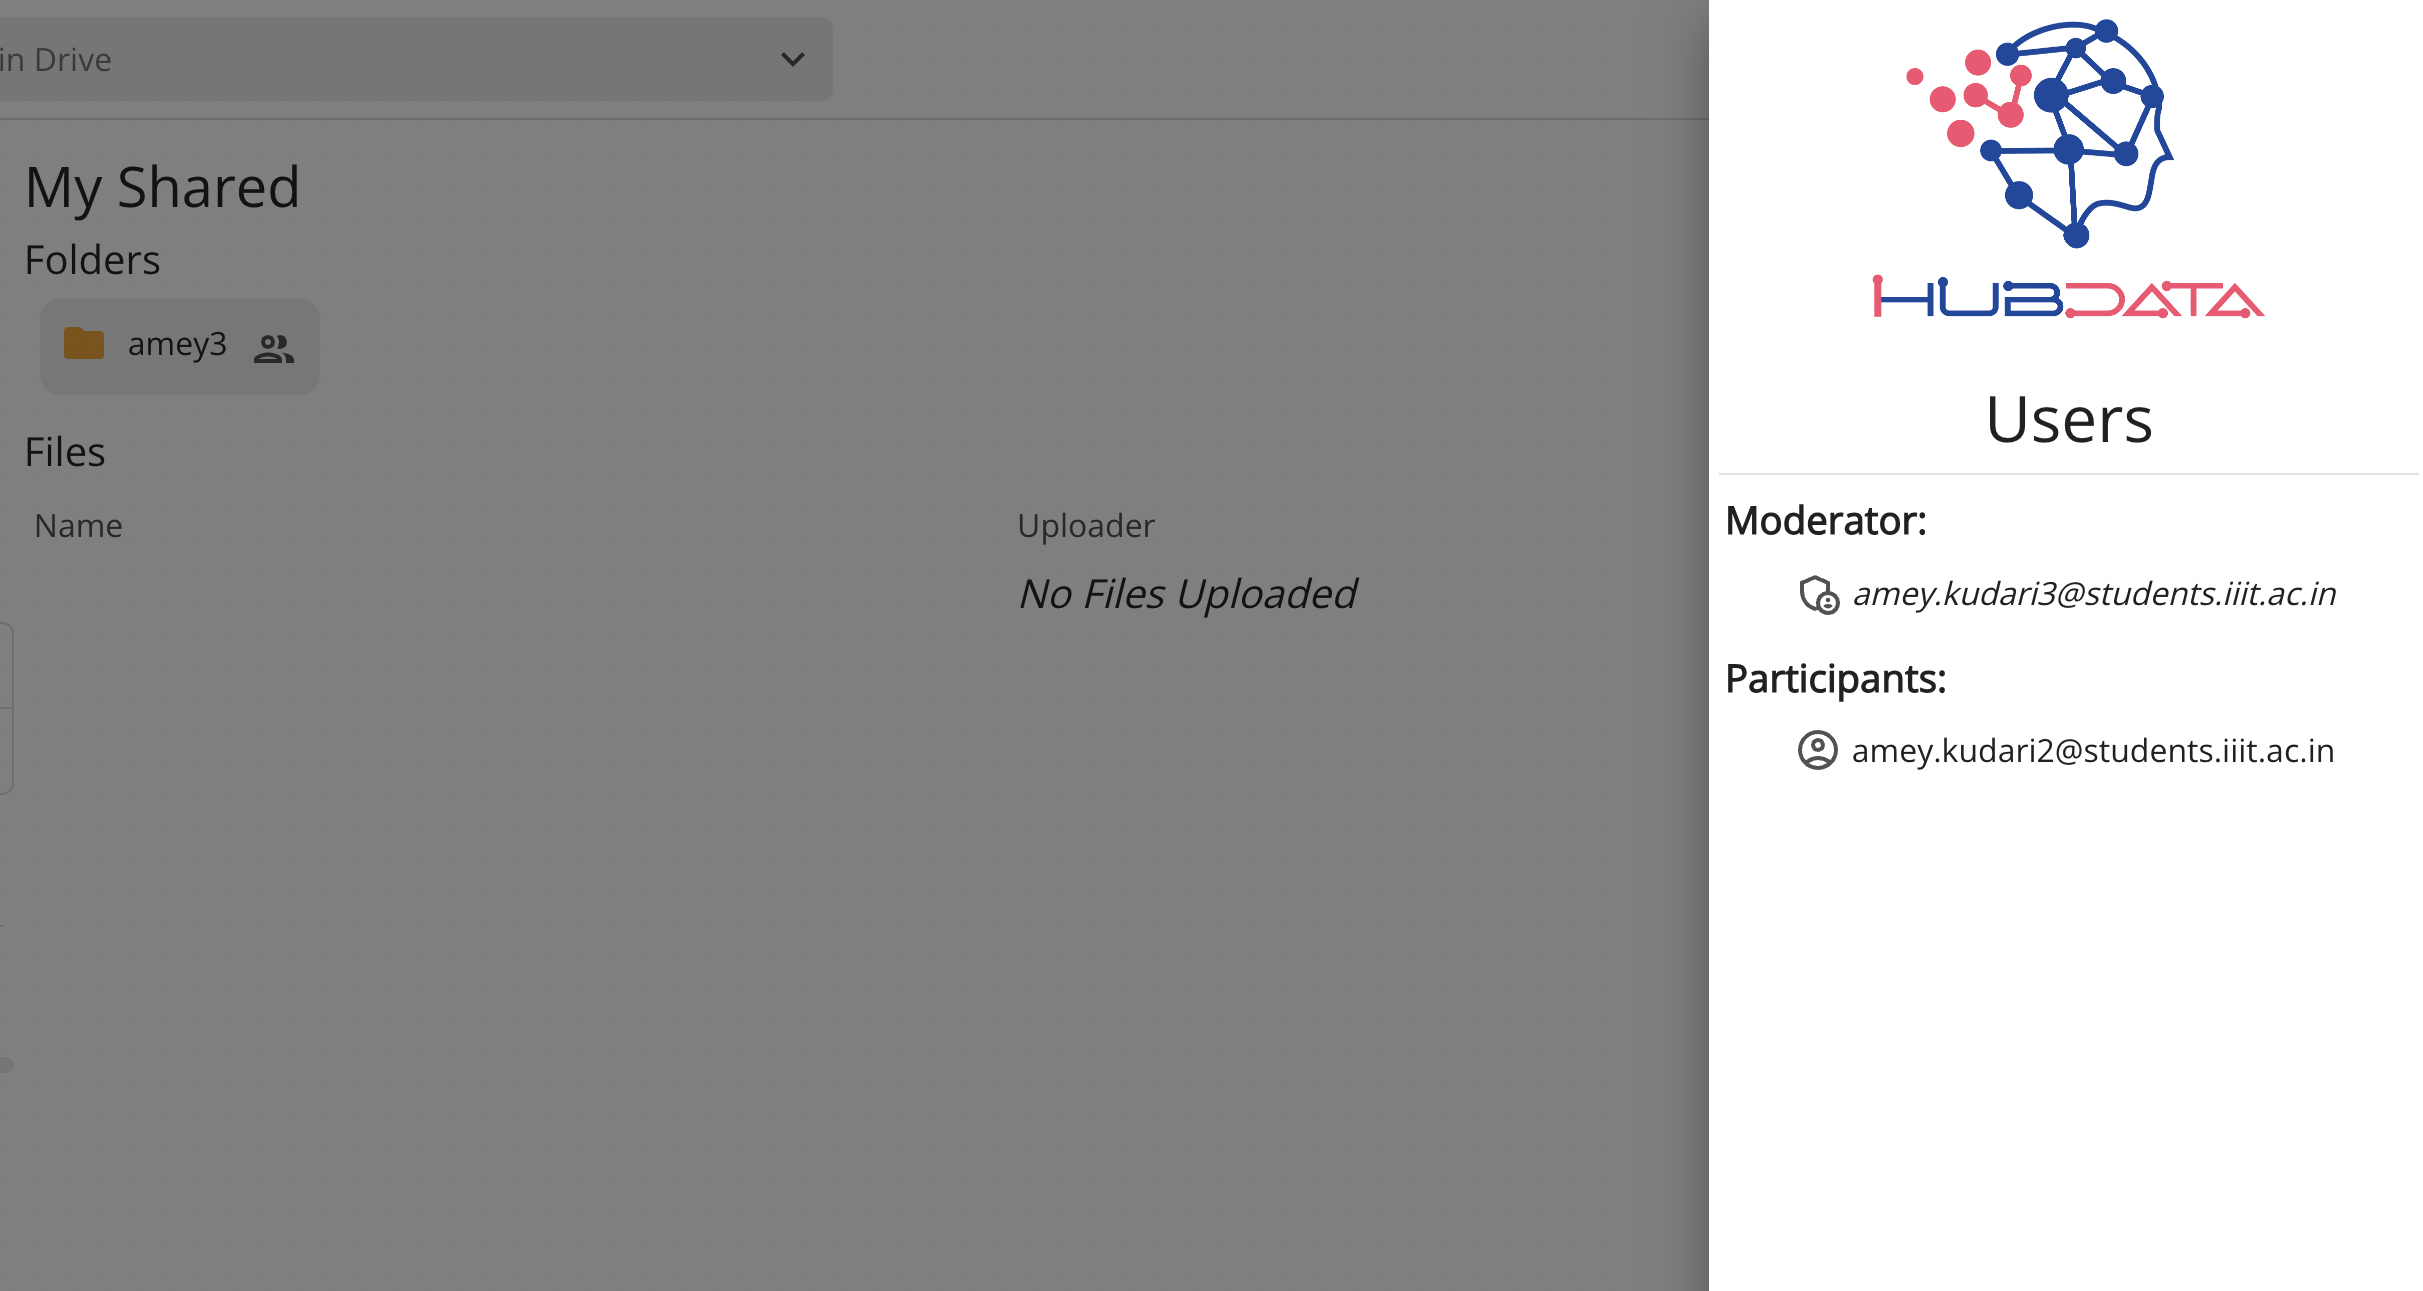 in Drive
My Shared
Folders
amey3
Files
Name
Uploader
No Files Uploaded
HUBDATA
Users
Moderator:
amey.kudari3@students.iiit.ac.in
Participants:
amey.kudari2@students.iiit.ac.in